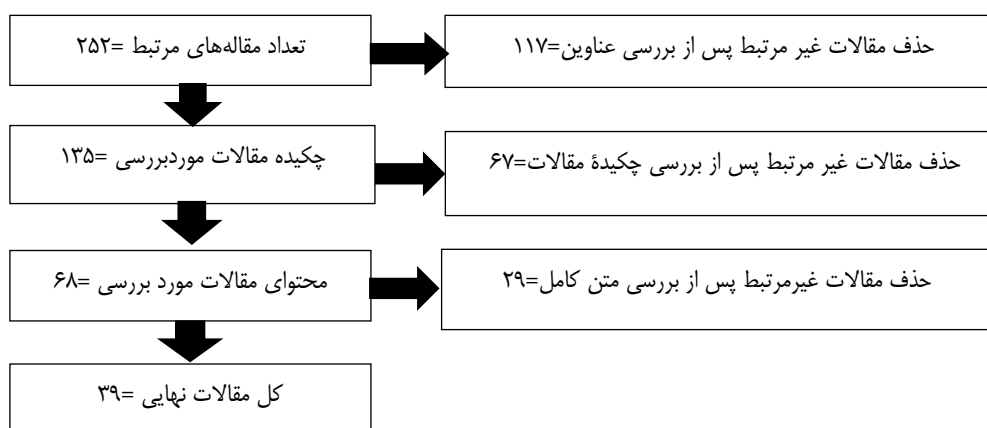 تعداد مقاله‌های مرتبط =۲۵۲
حذف مقالات غیر مرتبط پس از بررسی عناوین=۱۱۷
چکیده مقالات موردبررسی =۱۳۵
حذف مقالات غیر مرتبط پس از بررسی چکیدۀ مقالات=۶۷
محتوای مقالات مورد بررسی =۶۸
حذف مقالات غیرمرتبط پس از بررسی متن کامل=۲۹
کل مقالات نهایی =۳۹